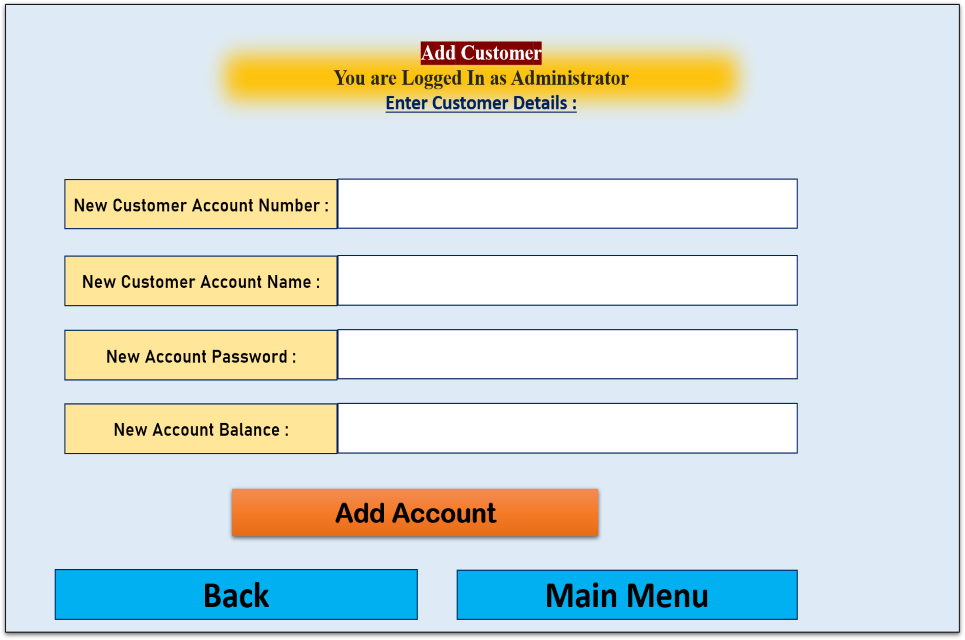 Add Customer
You are Logged In as Administrator
Enter Customer Details :
New Customer Account Number :
New Customer Account Name :
New Account Password :
New Account Balance :
Add Account
Back
Main Menu